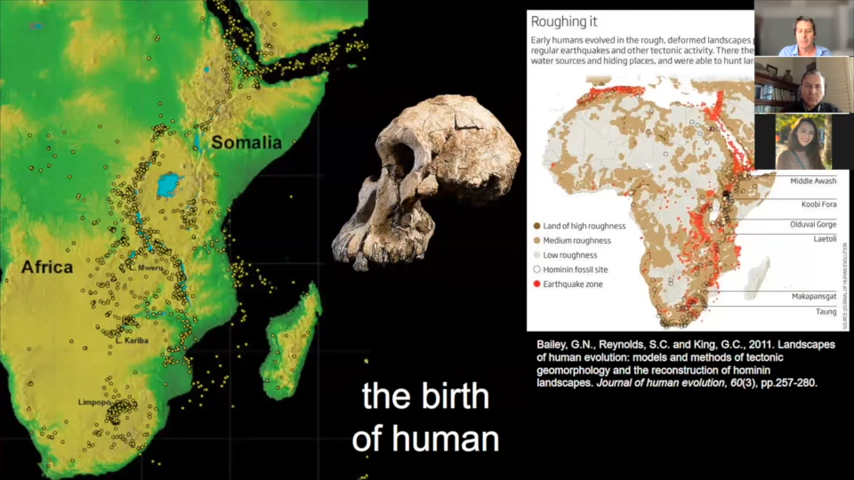 Somalia
Africa
L. Mweru
L. Kariba
Limpopo
the birth
of human
Roughing it
Early humans evolved in the rough, deformed landscapes
regular earthquakes and other tectonic activity. There the
water sources and hiding places, and were able to hunt
Land of high roughness
Medium roughness
Low roughness
Hominin fossil site
Earthquake zone
Middle Awash
Koobi Fora
Olduvai Gorge
Laetoli
Makapansgat
Taung
Bailey, G.N., Reynolds, S.C. and King, G.C., 2011. Landscapes
of human evolution: models and methods of tectonic
geomorphology and the reconstruction of hominin
landscapes. Journal of human evolution, 60(3), pp.257-280.